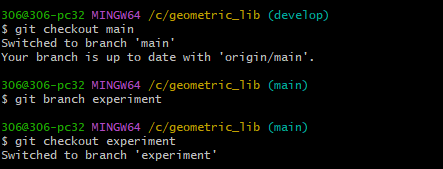 306@306-pc32 MINGW64 /c/geometric_lib (develop)
$ git checkout main
Switched to branch 'main'
Your branch is up to date with 'origin/main'.
306@306-pc32 MINGW64 /c/geometric_lib (main)
$ git branch experiment
306@306-pc32 MINGW64 /c/geometric_lib (main)
$ git checkout experiment
Switched to branch 'experiment'